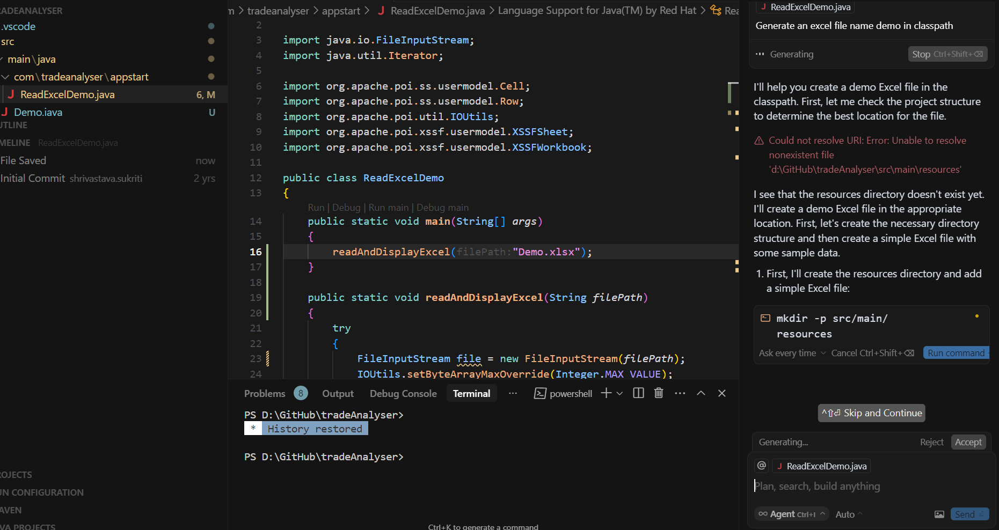 RADEANALYSER
.vscode
src
main\java
com\tradeanalyser\appstart
ReadExcelDemo.java 6, M
Demo.java U
UTLINE
MELINE ReadExcelDemo.java
File Saved now
Initial Commit shrivastava.sukriti 2 yrs
ROJECTS
UN CONFIGURATION
AVEN
VA PROJECTS
m > tradeanalyser > appstart > J ReadExcelDemo.java > Language Support for Java(TM) by Red Hat > Rea
2
3 import java.io.FileInputStream;
4 import java.util.Iterator;
5
6 import org.apache.poi.ss.usermodel.Cell;
7 import org.apache.poi.ss.usermodel.Row;
8 import org.apache.poi.util.IOUtils;
9 import org.apache.poi.xssf.usermodel.XSSFSheet;
10 import org.apache.poi.xssf.usermodel.XSSFWorkbook;
11
12 public class ReadExcelDemo
13 {
Run | Debug | Run main | Debug main
14 public static void main(String[] args)
15 {
16 readAndDisplayExcel(filePath:"Demo.xlsx");
17 }
18
19 public static void readAndDisplayExcel(String filePath)
20 {
21 try
22 {
23 FileInputStream file = new FileInputStream(filePath);
24 IOUtils.setByteArrayMaxOverride(Integer.MAX_VALUE);
Problems 8 Output Debug Console Terminal ··· powershell
PS D:\GitHub\tradeAnalyser>
* History restored
PS D:\GitHub\tradeAnalyser>
Ctrl+K to generate a command
J ReadExcelDemo.java
Generate an excel file name demo in classpath
··· Generating Stop Ctrl+Shift+⌫
I'll help you create a demo Excel file in the
classpath. First, let me check the project structure
to determine the best location for the file.
Could not resolve URI: Error: Unable to resolve
nonexistent file
'd:\GitHub\tradeAnalyser\src\main\resources'
I see that the resources directory doesn't exist yet.
I'll create a demo Excel file in the appropriate
location. First, let's create the necessary directory
structure and then create a simple Excel file with
some sample data.
1. First, I'll create the resources directory and add
a simple Excel file:
mkdir -p src/main/
resources
Ask every time Cancel Ctrl+Shift+⌫ Run command
^⇧⏎ Skip and Continue
Generating... Reject Accept
@ J ReadExcelDemo.java
Plan, search, build anything
∞ Agent Ctrl+I Auto Send